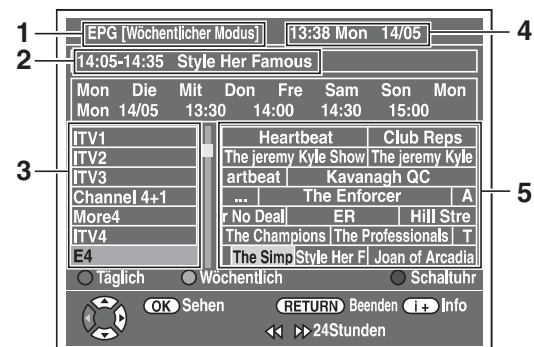 1 EPG [Wöchentlicher Modus] 13:38 Mon 14/05 4
2 14:05-14:35 Style Her Famous
Mon Die Mit Don Fre Sam Son Mon
Mon 14/05 13:30 14:00 14:30 15:00
ITV1 Heartbeat Club Reps
ITV2 The jeremy Kyle Show The jeremy Kyle
3 ITV3 artbeat Kavanagh QC
Channel 4+1 ... The Enforcer A 5
More4 r No Deal ER Hill Stre
ITV4 The Champions The Professionals T
E4 The Simp Style Her F Joan of Arcadia
Täglich Wöchentlich Schaltuhr
OK Sehen RETURN Beenden i+ Info
24Stunden